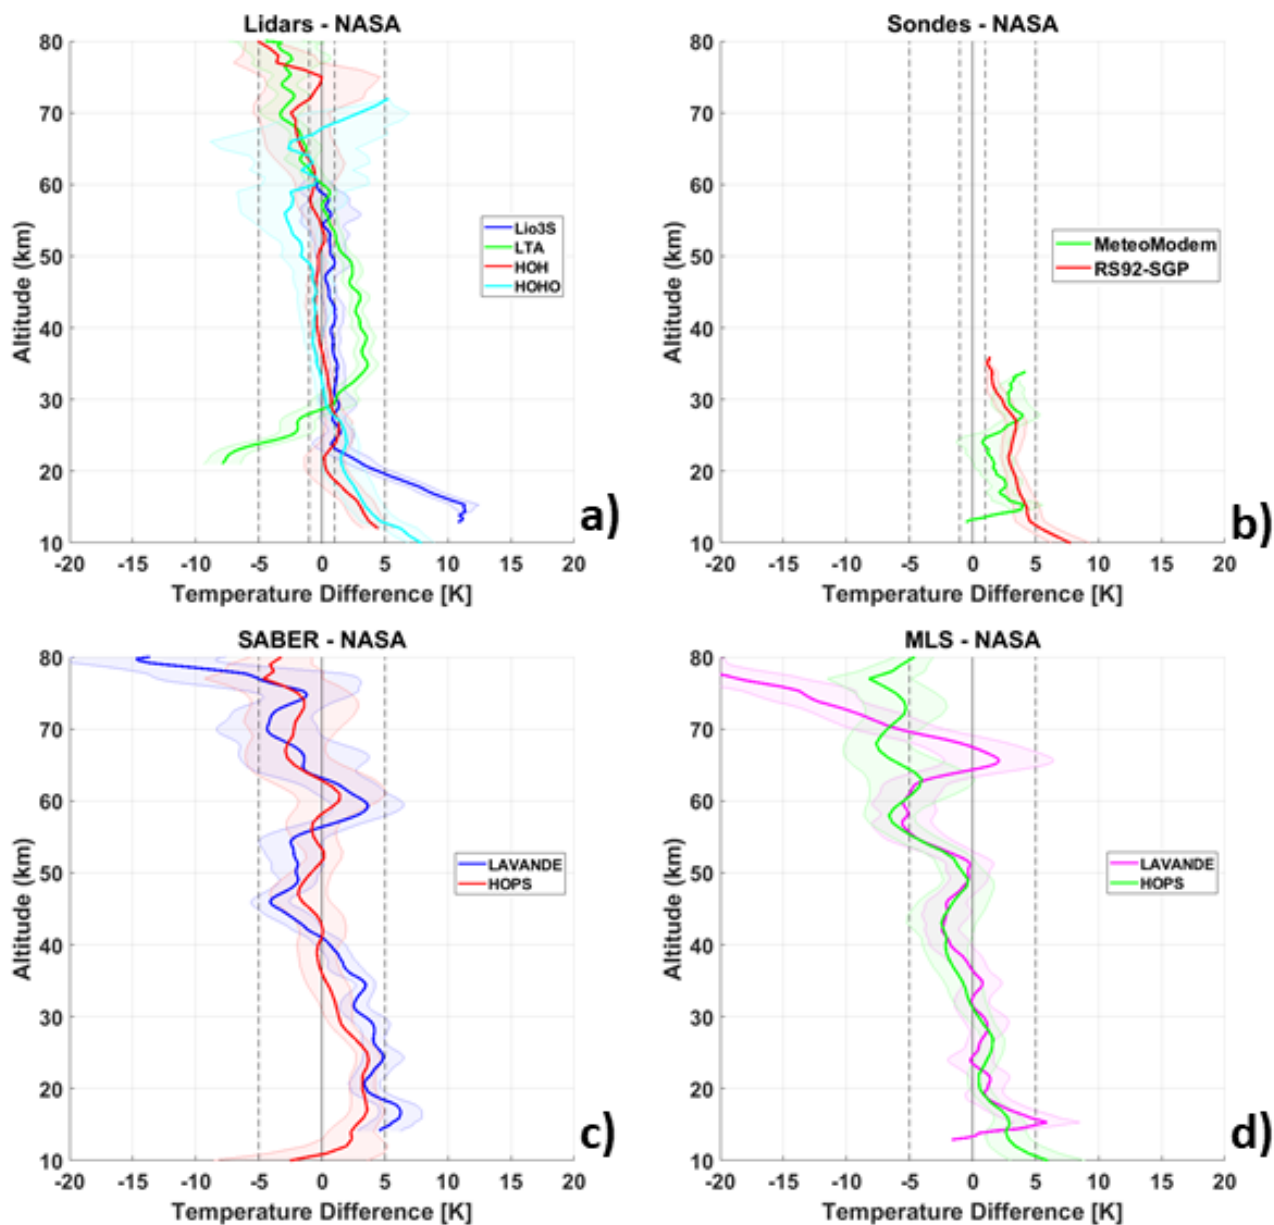 Lidars - NASA
80
70
60
50
40
30
20
10
Altitude (km)
Lio3S
LTA
HOH
HOHO
a)
-20 -15 -10 -5 0 5 10 15 20
Temperature Difference [K]
Sondes - NASA
80
70
60
50
40
30
20
10
Altitude (km)
MeteoModem
RS92-SGP
b)
-20 -15 -10 -5 0 5 10 15 20
Temperature Difference [K]
SABER - NASA
80
70
60
50
40
30
20
10
Altitude (km)
LAVANDE
HOPS
c)
-20 -15 -10 -5 0 5 10 15 20
Temperature Difference [K]
MLS - NASA
80
70
60
50
40
30
20
10
Altitude (km)
LAVANDE
HOPS
d)
-20 -15 -10 -5 0 5 10 15 20
Temperature Difference [K]